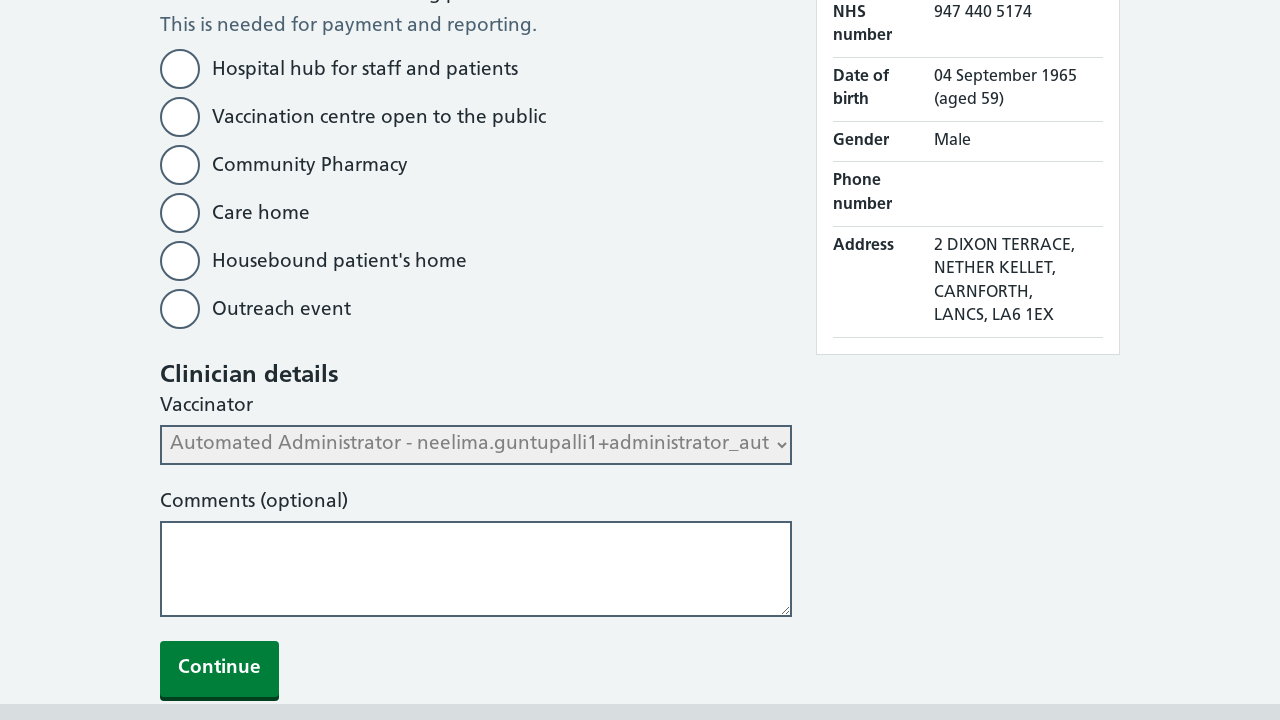 This is needed for payment and reporting.
Hospital hub for staff and patients
Vaccination centre open to the public
Community Pharmacy
Care home
Housebound patient's home
Outreach event
Clinician details
Vaccinator
Automated Administrator - neelima.guntupalli1+administrator_aut
Comments (optional)
Continue
NHS number
947 440 5174
Date of birth
04 September 1965
(aged 59)
Gender
Male
Phone number
Address
2 DIXON TERRACE,
NETHER KELLET,
CARNFORTH,
LANCS, LA6 1EX